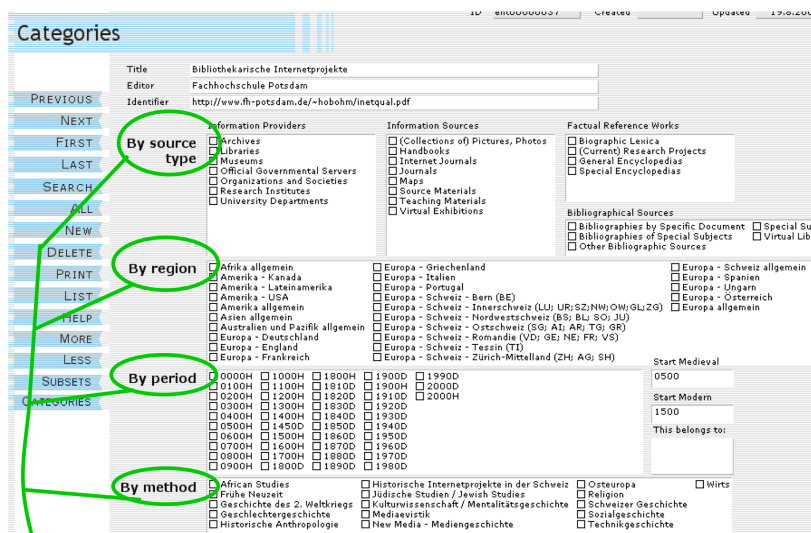 ID ent00000037 Created Updated 19.8.200
Categories
Title Bibliothekarische Internetprojekte
Editor Fachhochschule Potsdam
Identifier http://www.fh-potsdam.de/~hobohm/inetqual.pdf
PREVIOUS
NEXT
FIRST
LAST
SEARCH
ALL
NEW
DELETE
PRINT
LIST
HELP
MORE
LESS
SUBSETS
CATEGORIES
By source type
Information Providers
Archives
Libraries
Museums
Official Governmental Servers
Organizations and Societies
Research Institutes
University Departments
Information Sources
(Collections of) Pictures, Photos
Handbooks
Internet Journals
Journals
Maps
Source Materials
Teaching Materials
Virtual Exhibitions
Factual Reference Works
Biographic Lexica
(Current) Research Projects
General Encyclopedias
Special Encyclopedias
Bibliographical Sources
Bibliographies by Specific Document Special Su
Bibliographies of Special Subjects Virtual Lib
Other Bibliographic Sources
By region
Afrika allgemein
Amerika - Kanada
Amerika - Lateinamerika
Amerika - USA
Amerika allgemein
Asien allgemein
Australien und Pazifik allgemein
Europa - Deutschland
Europa - England
Europa - Frankreich
Europa - Griechenland
Europa - Italien
Europa - Portugal
Europa - Schweiz - Bern (BE)
Europa - Schweiz - Innerschweiz (LU; UR;SZ;NW;OW;GL;ZG)
Europa - Schweiz - Nordwestschweiz (BS; BL; SO; JU)
Europa - Schweiz - Ostschweiz (SG; AI; AR; TG; GR)
Europa - Schweiz - Romandie (VD; GE; NE; FR; VS)
Europa - Schweiz - Tessin (TI)
Europa - Schweiz - Zürich-Mittelland (ZH; AG; SH)
Europa - Schweiz allgemein
Europa - Spanien
Europa - Ungarn
Europa - Österreich
Europa allgemein
By period
0000H 1000H 1800H 1900D 1990D
0100H 1100H 1810D 1900H 2000D
0200H 1200H 1820D 1910D 2000H
0300H 1300H 1830D 1920D
0400H 1400H 1840D 1930D
0500H 1450D 1850D 1940D
0600H 1500H 1860D 1950D
0700H 1600H 1870D 1960D
0800H 1700H 1880D 1970D
0900H 1800D 1890D 1980D
Start Medieval
0500
Start Modern
1500
This belongs to:
By method
African Studies
Frühe Neuzeit
Geschichte des 2. Weltkriegs
Geschlechtergeschichte
Historische Anthropologie
Historische Internetprojekte in der Schweiz
Jüdische Studien / Jewish Studies
Kulturwissenschaft / Mentalitätsgeschichte
Mediaevistik
New Media - Mediengeschichte
Osteuropa
Religion
Schweizer Geschichte
Sozialgeschichte
Technikgeschichte
Wirts